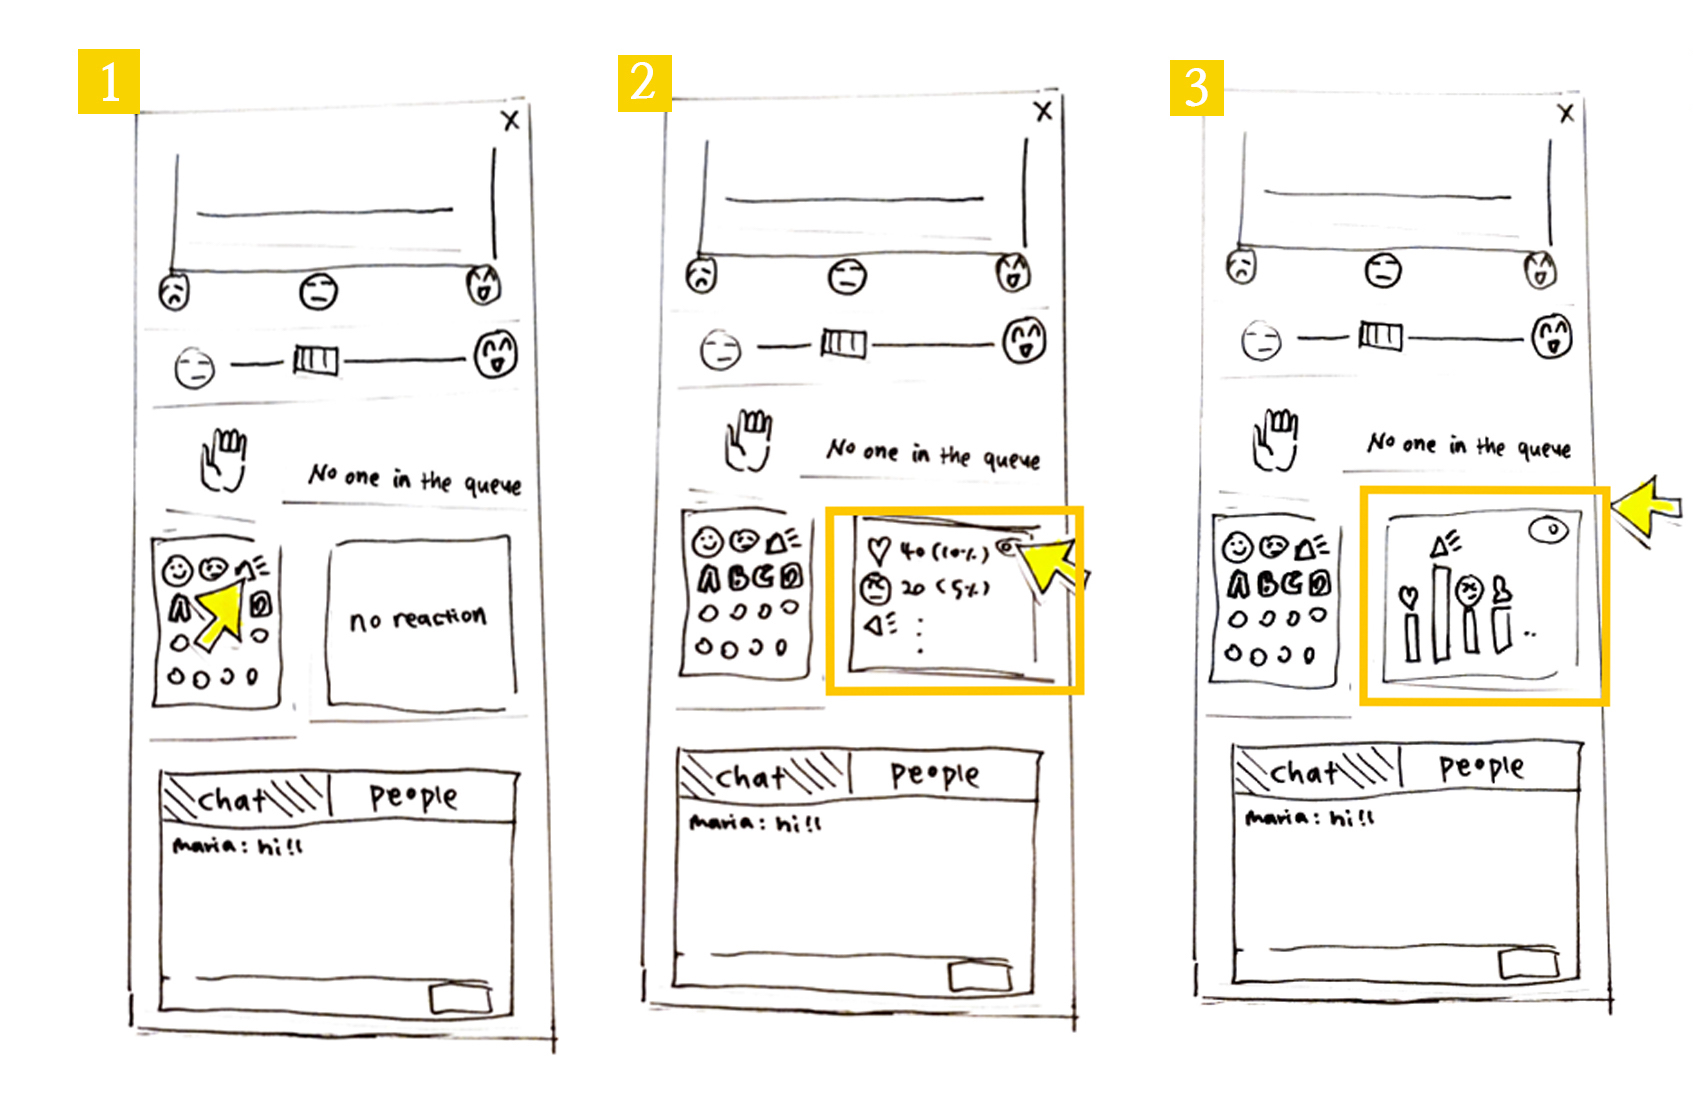 1
X
No one in the queue
A D
no reaction
chat people
maria: hi!!
2
X
No one in the queue
A B C D
40 (10%)
20 (5%)
chat people
maria: hi!!
3
X
No one in the queue
A B C D
chat people
maria: hi!!